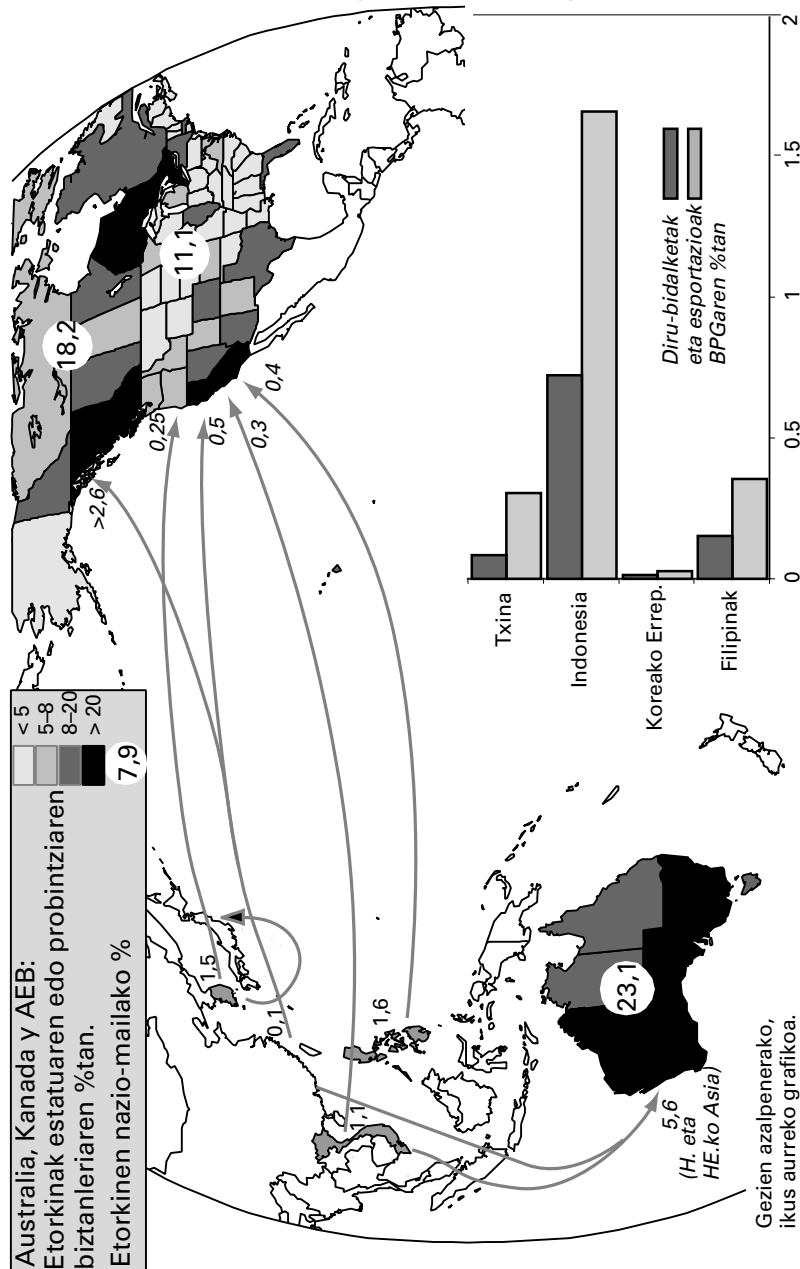 Australia, Kanada y AEB:
Etorkinak estatuaren edo probintziaren
biztanleriaren %tan.
Etorkinen nazio-mailako %
< 5
5–8
8–20
> 20
7,9
18,2
11,1
23,1
>2,6
0,25
0,5
0,3
0,4
1,5
0,1
1,1
1,6
5,6
(H. eta
HE.ko Asia)
Gezien azalpenerako,
ikus aurreko grafikoa.
Txina
Indonesia
Koreako Errep.
Filipinak
Diru-bidalketak
eta esportazioak
BPGaren %tan
0
0.5
1
1.5
2